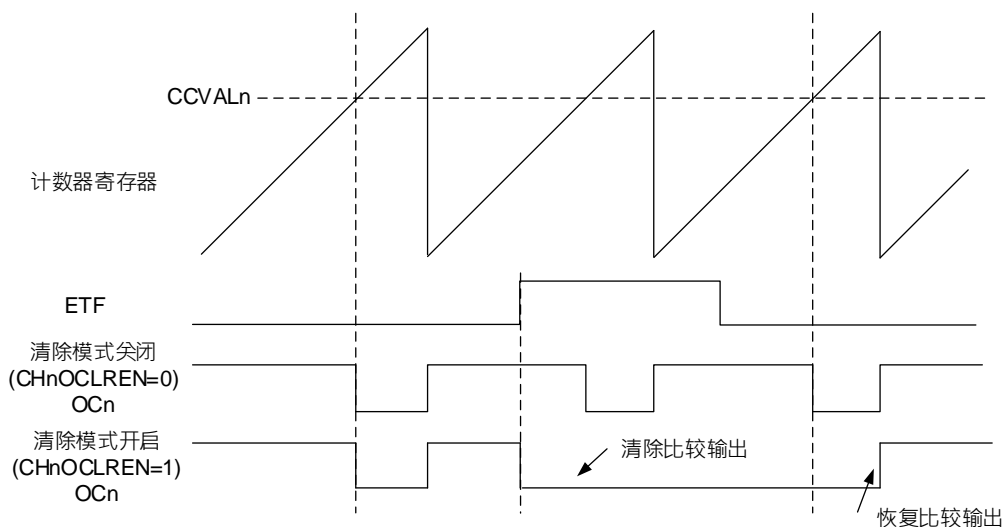 CCVALn
计数器寄存器
ETF
清除模式关闭
(CHnOCLREN=0)
OCn
清除模式开启
(CHnOCLREN=1)
OCn
清除比较输出
恢复比较输出